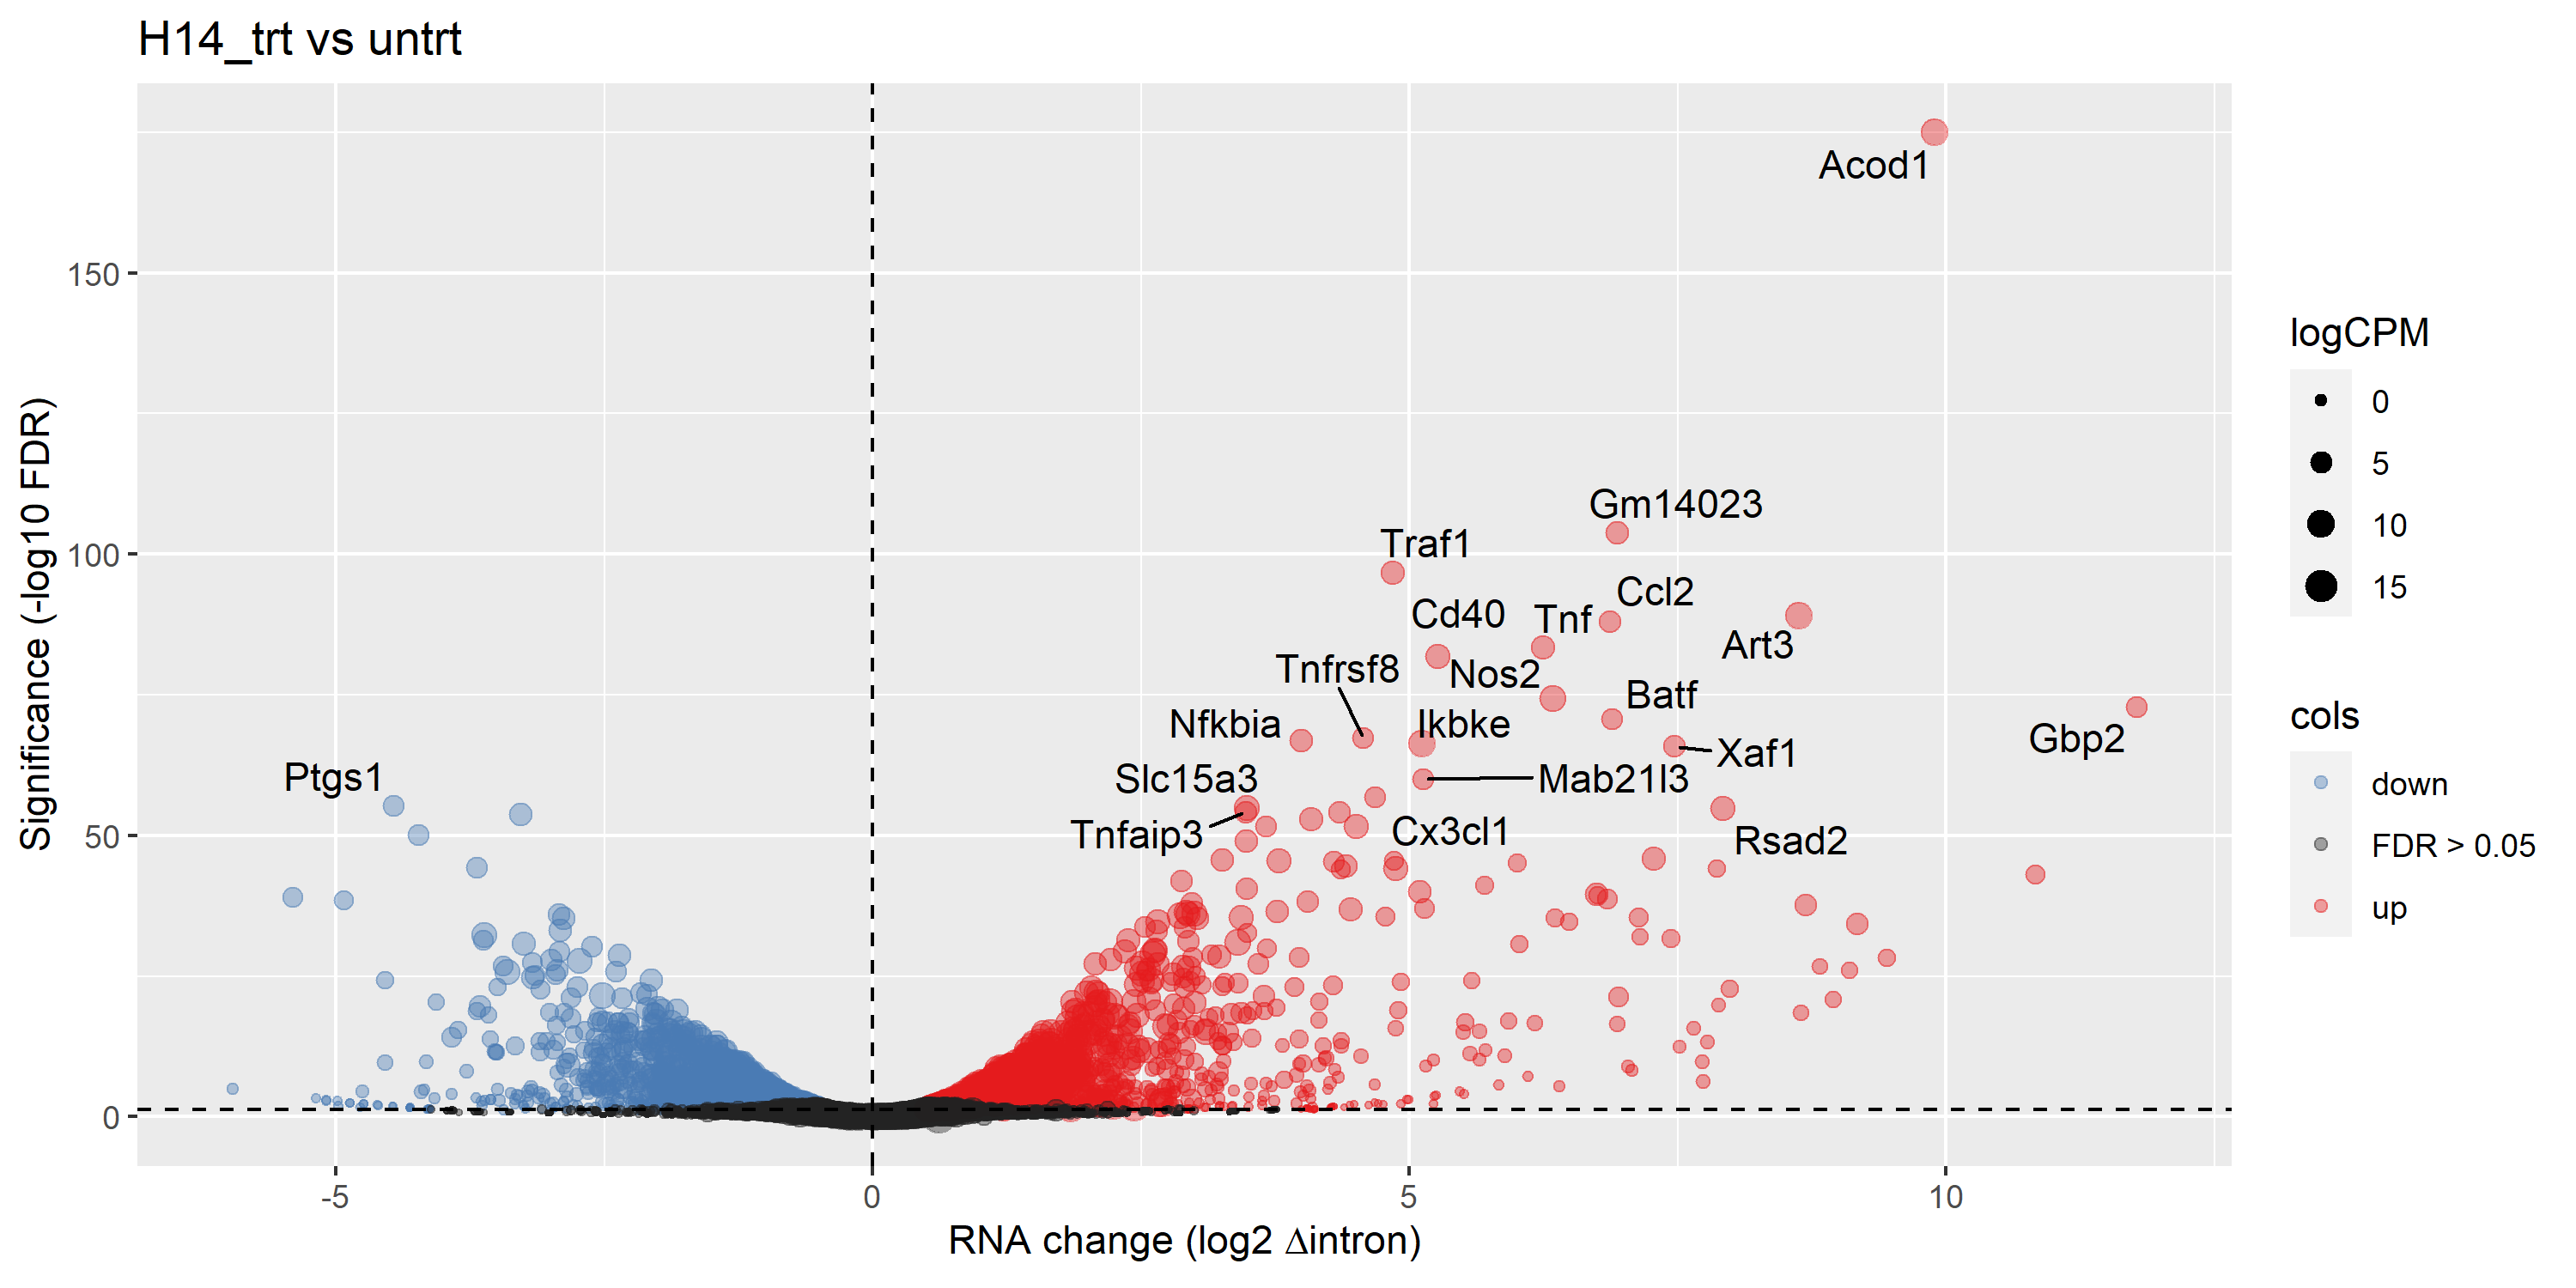 H14_trt vs untrt
Significance (-log10 FDR)
150
100
50
0
Acod1
Gm14023
Traf1
Ccl2
Cd40
Tnf
Art3
Tnfrsf8
Nos2
Batf
Nfkbia
Ikbke
Gbp2
Xaf1
Ptgs1
Slc15a3
Mab21l3
Tnfaip3
Cx3cl1
Rsad2
-5
0
5
10
RNA change (log2 Δintron)
logCPM
0
5
10
15
cols
down
FDR > 0.05
up